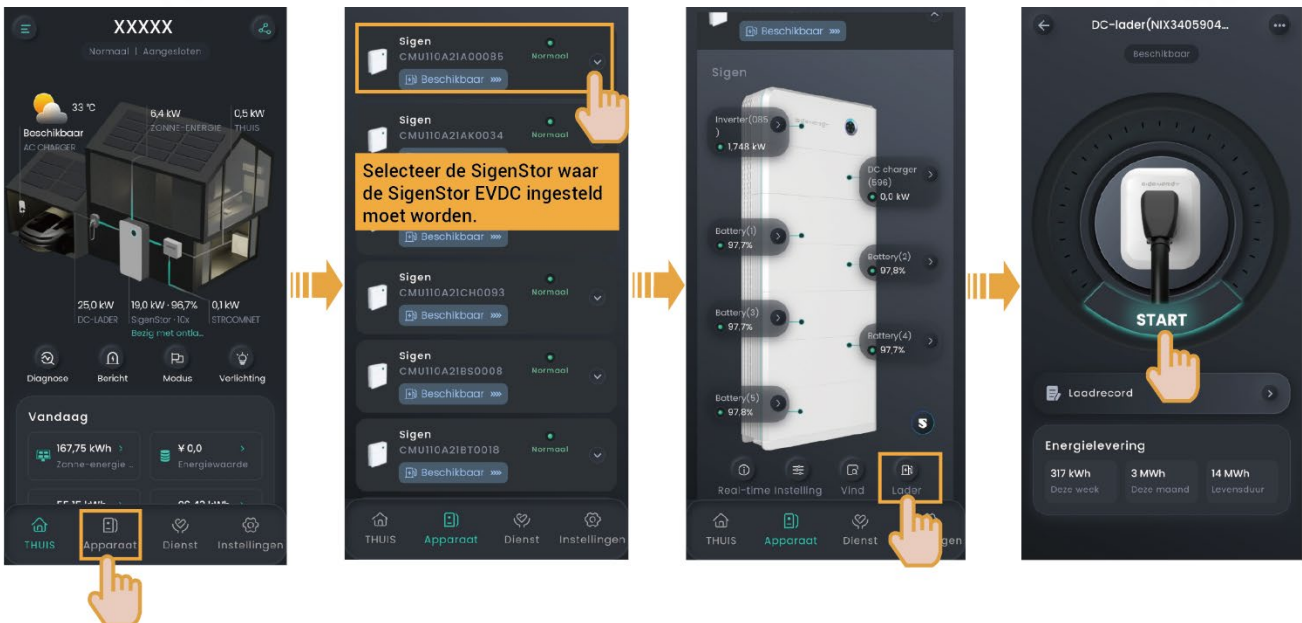 XXXXX
Normaal | Aangesloten
33 °C
Beschikbaar
AC CHARGER
6,4 kW
ZONNE-ENERGIE
0,5 kW
THUIS
25,0 kW
DC-LADER
19,0 kW · 96,7%
SigenStor · 10x
Bezig met ontla...
0,1 kW
STROOMNET
Diagnose
Bericht
Modus
Verlichting
Vandaag
167,75 kWh
Zonne-energie ...
¥ 0,0
Energiewaarde
THUIS
Apparaat
Dienst
Instellingen
Sigen
CMU110A21A00085
Normaal
Beschikbaar
Sigen
CMU110AK0034
Normaal
Selecteer de SigenStor waar
de SigenStor EVDC ingesteld
moet worden.
Beschikbaar
Sigen
CMU110A21CH0093
Normaal
Beschikbaar
Sigen
CMU110A21BS0008
Normaal
Beschikbaar
Sigen
CMU110A21BT0018
Normaal
Beschikbaar
THUIS
Apparaat
Dienst
Instellingen
Beschikbaar
Sigen
Inverter(085
)
1,748 kW
DC charger
(596)
0,0 kW
Battery(1)
97,7%
Battery(2)
97,8%
Battery(3)
97,7%
Battery(4)
97,7%
Battery(5)
97,8%
Real-time
Instelling
Vind
Lader
THUIS
Apparaat
Dienst
DC-lader(NIX3405904...
Beschikbaar
START
Laadrecord
Energielevering
317 kWh
Deze week
3 MWh
Deze maand
14 MWh
Levensduur